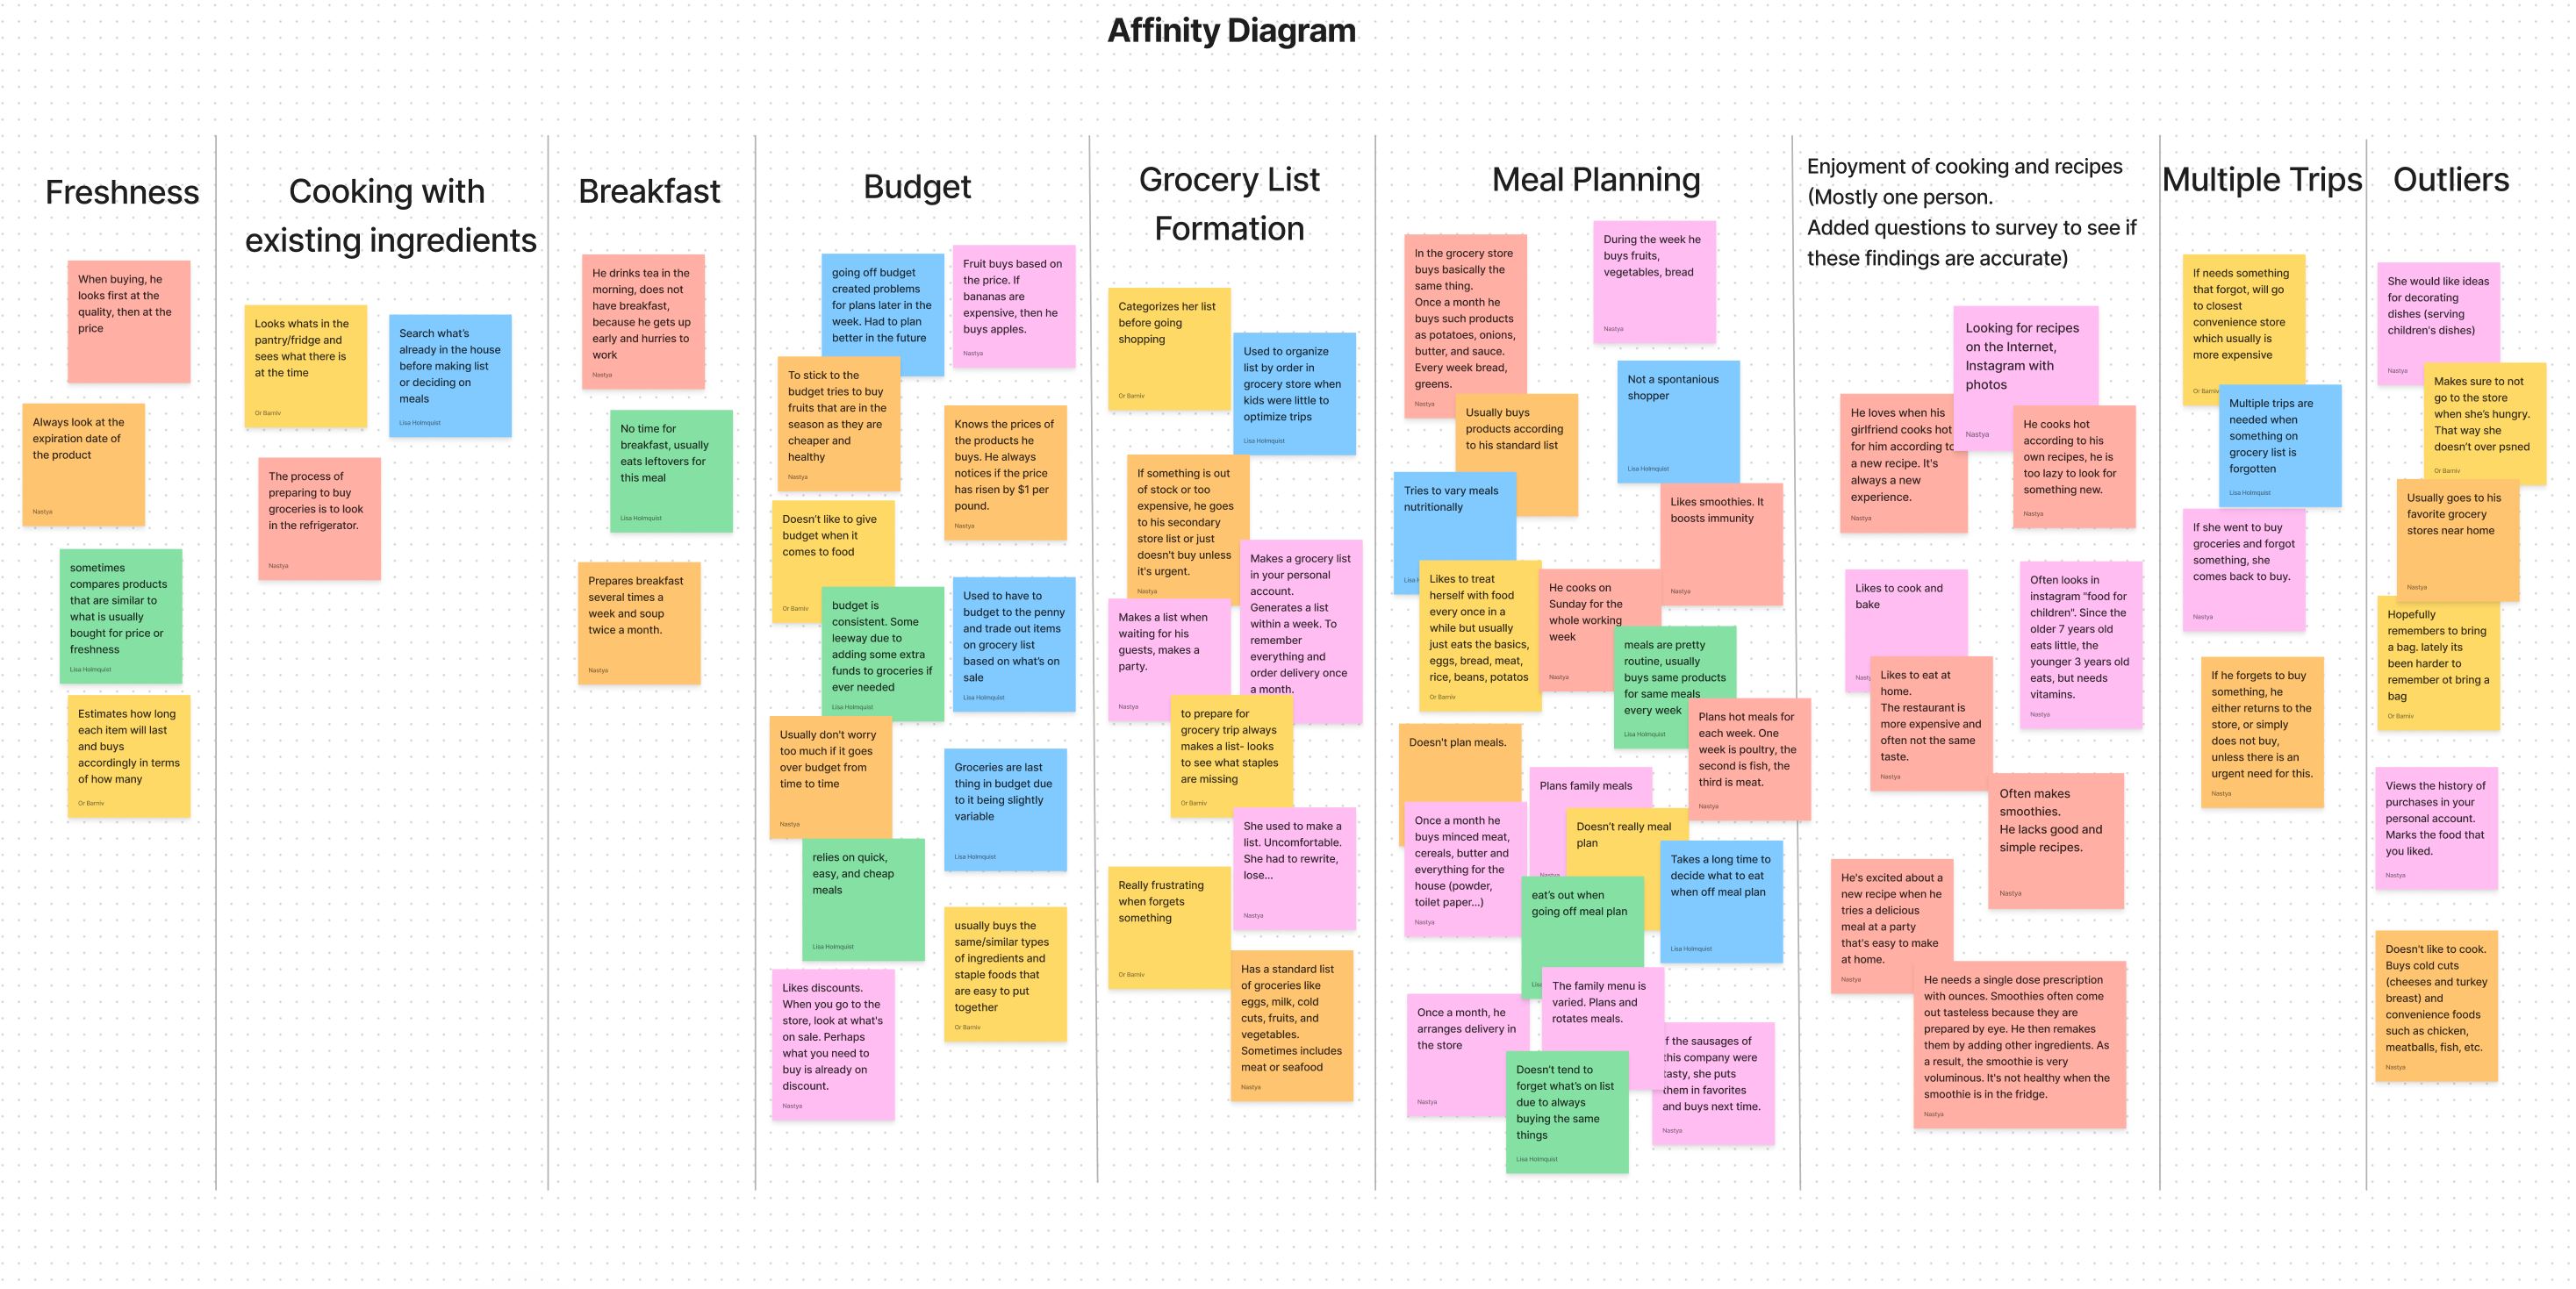 Affinity Diagram
Freshness
When buying, he
looks first at the
quality, then at the
price
Always look at the
expiration date of
the product
Nastya
sometimes
compares products
that are similar to
what is usually
bought for price or
freshness
Lisa Holmquist
Estimates how long
each item will last
and buys
accordingly in terms
of how many
Or Barniv
Cooking with
existing ingredients
Looks whats in the
pantry/fridge and
sees what there is
at the time
Or Barniv
Search what's
already in the house
before making list
or deciding on
meals
Lisa Holmquist
The process of
preparing to buy
groceries is to look
in the refrigerator.
Nastya
Breakfast
He drinks tea in the
morning, does not
have breakfast,
because he gets up
early and hurries to
work
Nastya
No time for
breakfast, usually
eats leftovers for
this meal
Lisa Holmquist
Prepares breakfast
several times a
week and soup
twice a month.
Nastya
Budget
going off budget
created problems
for plans later in the
week. Had to plan
better in the future
Fruit buys based on
the price. If
bananas are
expensive, then he
buys apples.
Nastya
To stick to the
budget tries to buy
fruits that are in the
season as they are
cheaper and
healthy
Nastya
Knows the prices of
the products he
buys. He always
notices if the price
has risen by $1 per
pound.
Nastya
Doesn't like to give
budget when it
comes to food
Or Barniv
budget is
consistent. Some
leeway due to
adding some extra
funds to groceries if
ever needed
Lisa Holmquist
Used to have to
budget to the penny
and trade out items
on grocery list
based on what's on
sale
Lisa Holmquist
Usually don't worry
too much if it goes
over budget from
time to time
Nastya
Groceries are last
thing in budget due
to it being slightly
variable
Lisa Holmquist
relies on quick,
easy, and cheap
meals
Lisa Holmquist
usually buys the
same/similar types
of ingredients and
staple foods that
are easy to put
together
Or Barniv
Likes discounts.
When you go to the
store, look at what's
on sale. Perhaps
what you need to
buy is already on
discount.
Nastya
Grocery List
Formation
Categorizes her list
before going
shopping
Or Barniv
Used to organize
list by order in
grocery store when
kids were little to
optimize trips
Lisa Holmquist
If something is out
of stock or too
expensive, he goes
to his secondary
store list or just
doesn't buy unless
it's urgent.
Nastya
Makes a grocery list
in your personal
account.
Generates a list
within a week. To
remember
everything and
order delivery once
a month.
Makes a list when
waiting for his
guests, makes a
party.
Nastya
to prepare for
grocery trip always
makes a list- looks
to see what staples
are missing
Or Barniv
She used to make a
list. Uncomfortable.
She had to rewrite,
lose...
Nastya
Really frustrating
when forgets
something
Or Barniv
Has a standard list
of groceries like
eggs, milk, cold
cuts, fruits, and
vegetables.
Sometimes includes
meat or seafood
Nastya
Meal Planning
In the grocery store
buys basically the
same thing.
Once a month he
buys such products
as potatoes, onions,
butter, and sauce.
Every week bread,
greens.
Nastya
During the week he
buys fruits,
vegetables, bread
Nastya
Usually buys
products according
to his standard list
Not a spontanious
shopper
Lisa Holmquist
Tries to vary meals
nutritionally
Likes smoothies. It
boosts immunity
Nastya
Likes to treat
herself with food
every once in a
while but usually
just eats the basics,
eggs, bread, meat,
rice, beans, potatos
Or Barniv
He cooks on
Sunday for the
whole working
week
Nastya
meals are pretty
routine, usually
buys same products
for same meals
every week
Lisa Holmquist
Plans hot meals for
each week. One
week is poultry, the
second is fish, the
third is meat.
Nastya
Doesn't plan meals.
Plans family meals
Nastya
Doesn't really meal
plan
Once a month he
buys minced meat,
cereals, butter and
everything for the
house (powder,
toilet paper...)
Nastya
Takes a long time to
decide what to eat
when off meal plan
Lisa Holmquist
eat's out when
going off meal plan
The family menu is
varied. Plans and
rotates meals.
Once a month, he
arranges delivery in
the store
Nastya
f the sausages of
this company were
tasty, she puts
them in favorites
and buys next time.
Nastya
Doesn't tend to
forget what's on list
due to always
buying the same
things
Lisa Holmquist
Enjoyment of cooking and recipes
(Mostly one person.
Added questions to survey to see if
these findings are accurate)
Looking for recipes
on the Internet,
Instagram with
photos
Nastya
He loves when his
girlfriend cooks hot
for him according to
a new recipe. It's
always a new
experience.
Nastya
He cooks hot
according to his
own recipes, he is
too lazy to look for
something new.
Nastya
Likes to cook and
bake
Often looks in
instagram "food for
children". Since the
older 7 years old
eats little, the
younger 3 years old
eats, but needs
vitamins.
Nastya
Likes to eat at
home.
The restaurant is
more expensive and
often not the same
taste.
Nastya
Often makes
smoothies.
He lacks good and
simple recipes.
Nastya
He's excited about a
new recipe when he
tries a delicious
meal at a party
that's easy to make
at home.
Nastya
He needs a single dose prescription
with ounces. Smoothies often come
out tasteless because they are
prepared by eye. He then remakes
them by adding other ingredients. As
a result, the smoothie is very
voluminous. It's not healthy when the
smoothie is in the fridge.
Nastya
Multiple Trips
If needs something
that forgot, will go
to closest
convenience store
which usually is
more expensive
Or Barniv
Multiple trips are
needed when
something on
grocery list is
forgotten
Lisa Holmquist
If she went to buy
groceries and forgot
something, she
comes back to buy.
Nastya
If he forgets to buy
something, he
either returns to the
store, or simply
does not buy,
unless there is an
urgent need for this.
Nastya
Outliers
She would like ideas
for decorating
dishes (serving
children's dishes)
Nastya
Makes sure to not
go to the store
when she's hungry.
That way she
doesn't over psned
Or Barniv
Usually goes to his
favorite grocery
stores near home
Nastya
Hopefully
remembers to bring
a bag. lately its
been harder to
remember ot bring a
bag
Or Barniv
Views the history of
purchases in your
personal account.
Marks the food that
you liked.
Nastya
Doesn't like to cook.
Buys cold cuts
(cheeses and turkey
breast) and
convenience foods
such as chicken,
meatballs, fish, etc.
Nastya